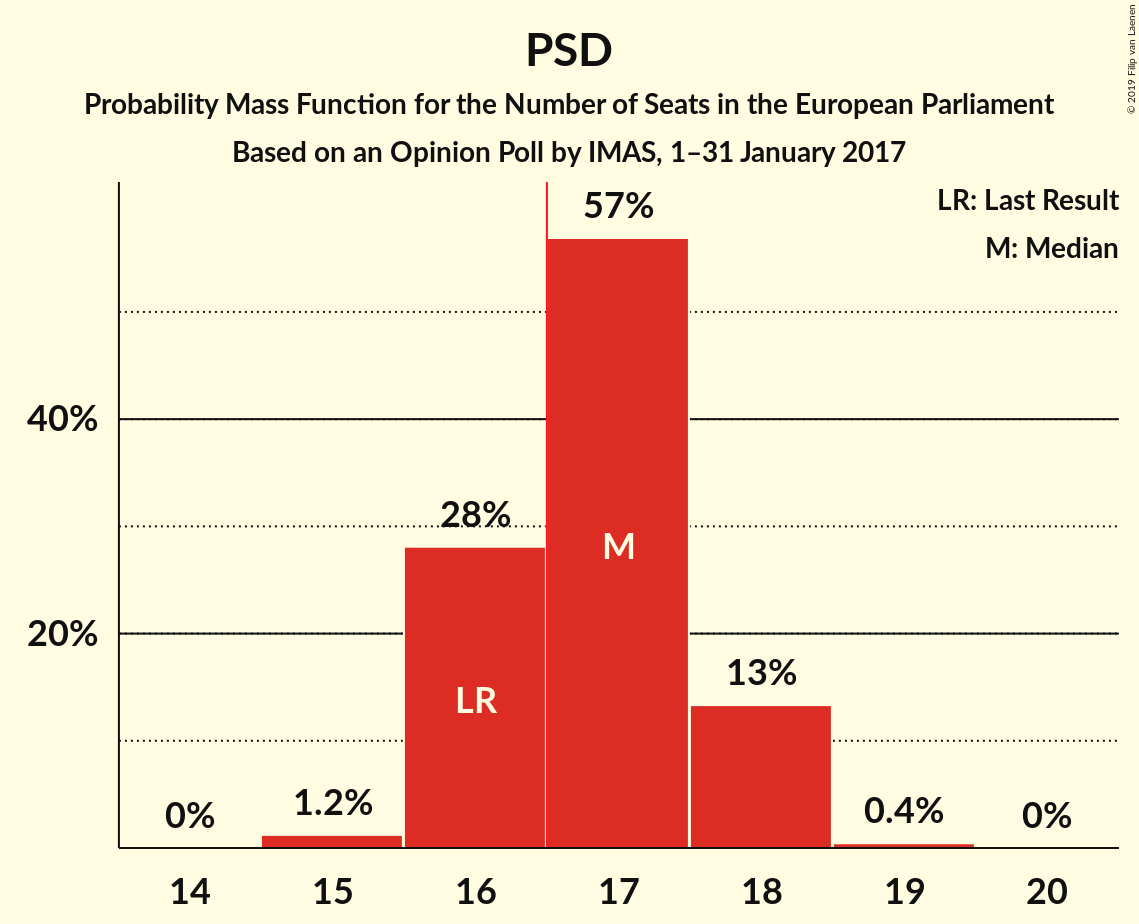 PSD
Probability Mass Function for the Number of Seats in the European Parliament
Based on an Opinion Poll by IMAS, 1–31 January 2017
© 2019 Filip van Laenen
LR: Last Result
M: Median
57%
40%
28%
M
20%
13%
LR
0%
1.2%
0.4%
0%
14 15 16 17 18 19 20